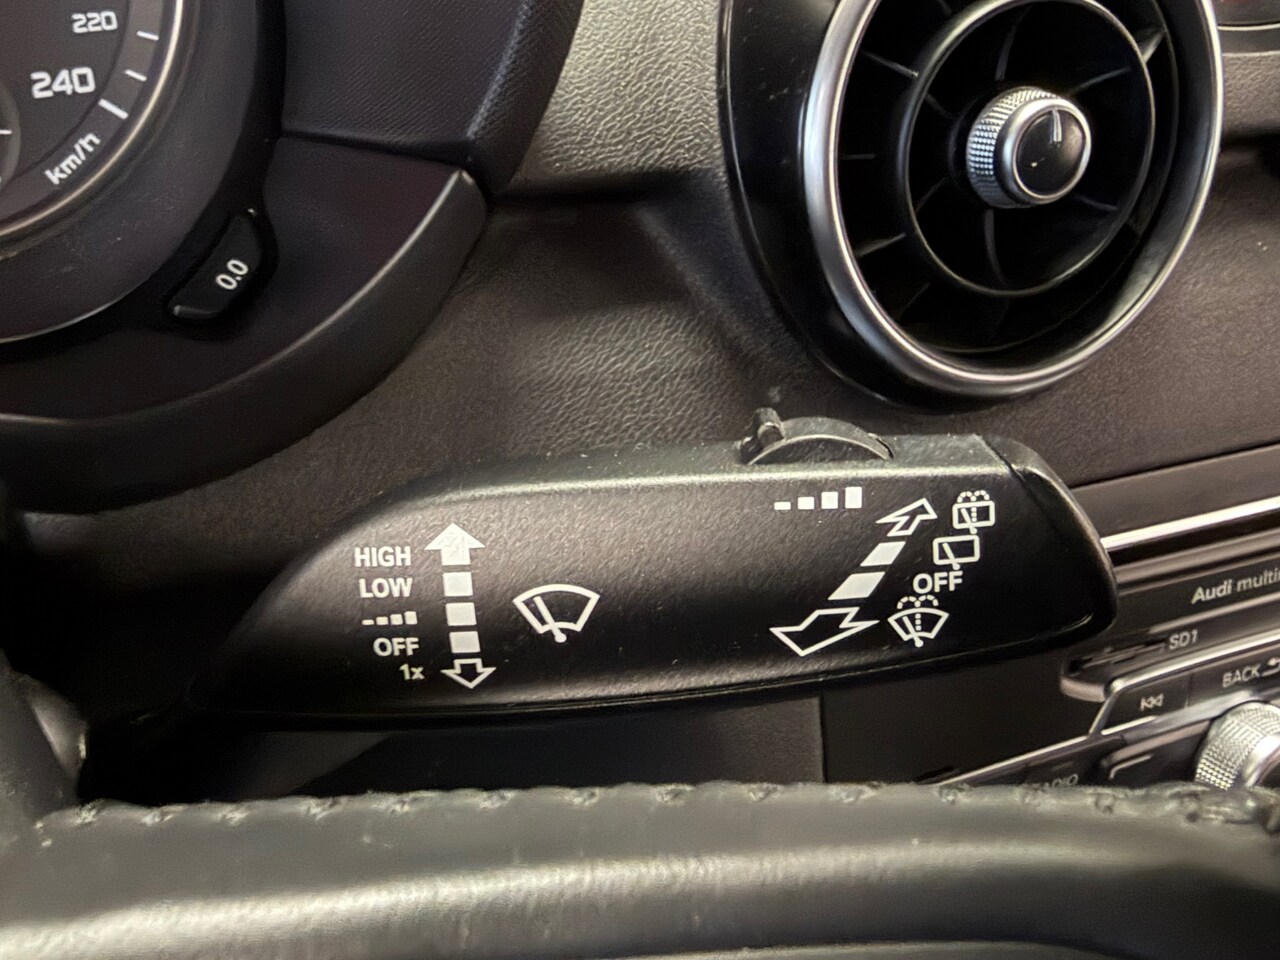 220
240
km/h
0.0
HIGH
LOW
OFF
1x
OFF
Audi multi
SD1
BACK